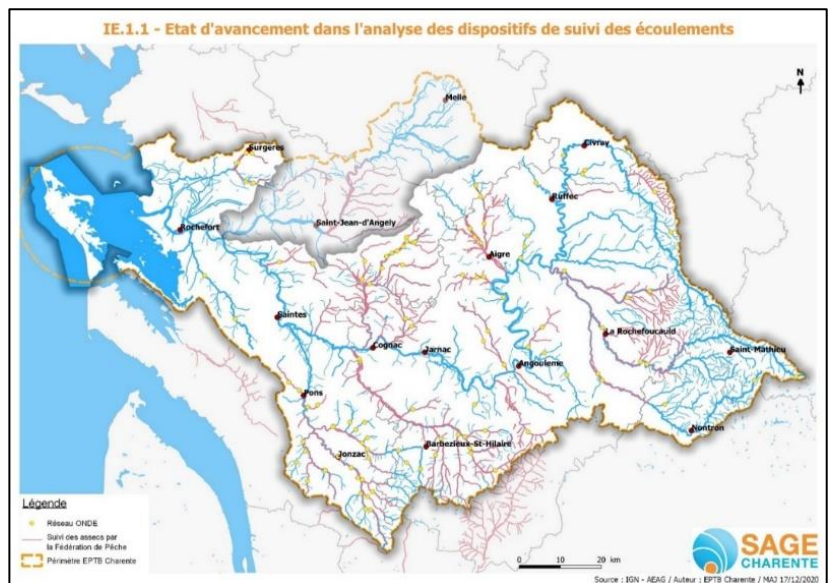 IE.1.1 - Etat d'avancement dans l'analyse des dispositifs de suivi des écoulements
N
Melle
Surgeres
Civray
Ruffec
Saint-Jean-d'Angely
Rochefort
Aigre
Saintes
La Rochefoucauld
Cognac
Jarnac
Saint-Mathieu
Angouleme
Pons
Nontron
Barbezieux-St-Hilaire
Jonzac
Légende
Réseau ONDE
Suivi des assecs par
la Fédération de Pêche
Périmètre EPTB Charente
0 10 20 km
SAGE
CHARENTE
Source : IGN - AEAG / Auteur : EPTB Charente / MAJ 17/12/2020